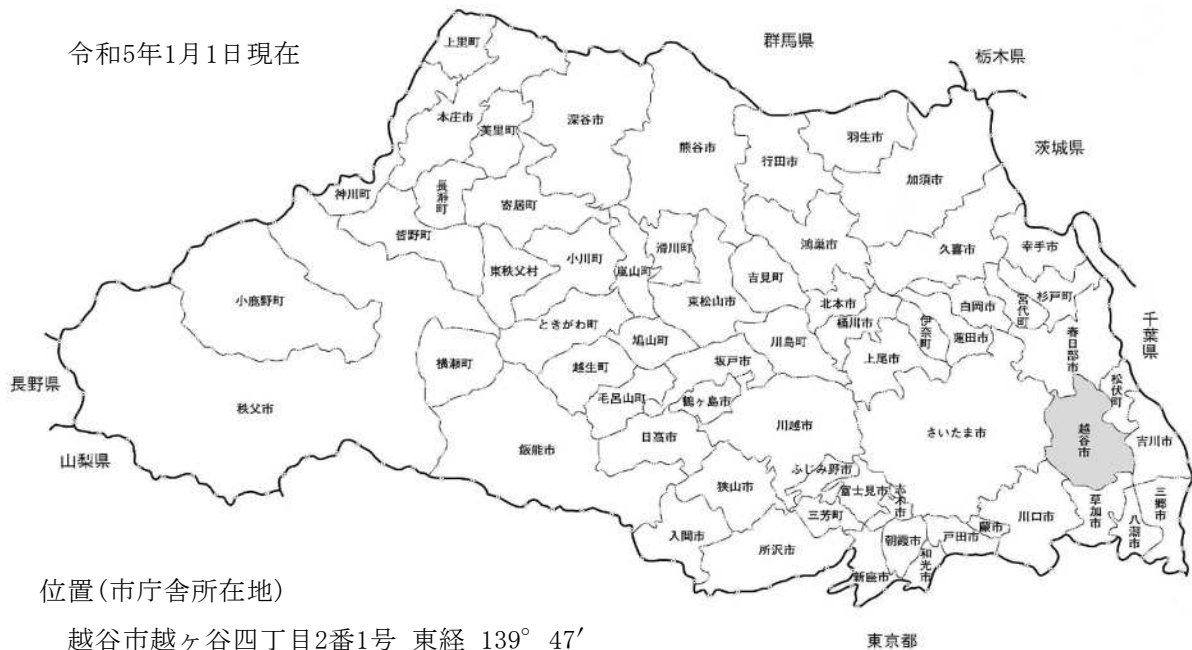 令和5年1月1日現在
群馬県
栃木県
茨城県
千葉県
長野県
山梨県
東京都
上里町
本庄市
美里町
深谷市
熊谷市
行田市
羽生市
加須市
神川町
長瀞町
寄居町
皆野町
小鹿野町
東秩父村
小川町
嵐山町
滑川町
東松山市
吉見町
鴻巣市
久喜市
幸手市
北本市
桶川市
伊奈町
白岡市
蓮田市
宮代町
杉戸町
春日部市
ときがわ町
鳩山町
川島町
上尾市
横瀬町
越生町
坂戸市
松伏町
秩父市
毛呂山町
鶴ヶ島市
川越市
さいたま市
越谷市
吉川市
飯能市
日高市
ふじみ野市
狭山市
富士見市
志木市
三芳町
入間市
所沢市
新座市
朝霞市
和光市
戸田市
蕨市
川口市
草加市
八潮市
三郷市
位置(市庁舎所在地)
越谷市越ヶ谷四丁目2番1号 東経 139° 47′